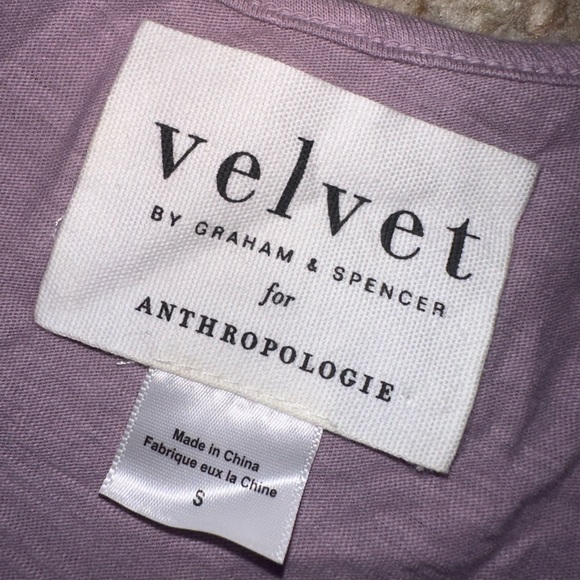 velvet
BY GRAHAM & SPENCER
for
ANTHROPOLOGIE
Made in China
Fabrique eux la Chine
S